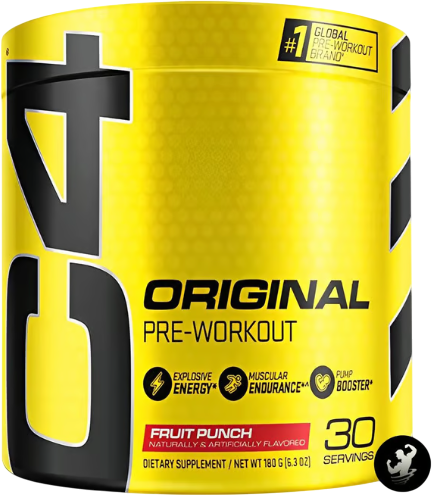 C4
#1 GLOBAL
PRE-WORKOUT
BRAND*
ORIGINAL
PRE-WORKOUT
EXPLOSIVE
ENERGY*
MUSCULAR
ENDURANCE*^
PUMP
BOOSTER*
FRUIT PUNCH
NATURALLY & ARTIFICIALLY FLAVORED
30
SERVINGS
DIETARY SUPPLEMENT / NET WT 180 G (6.3 OZ)